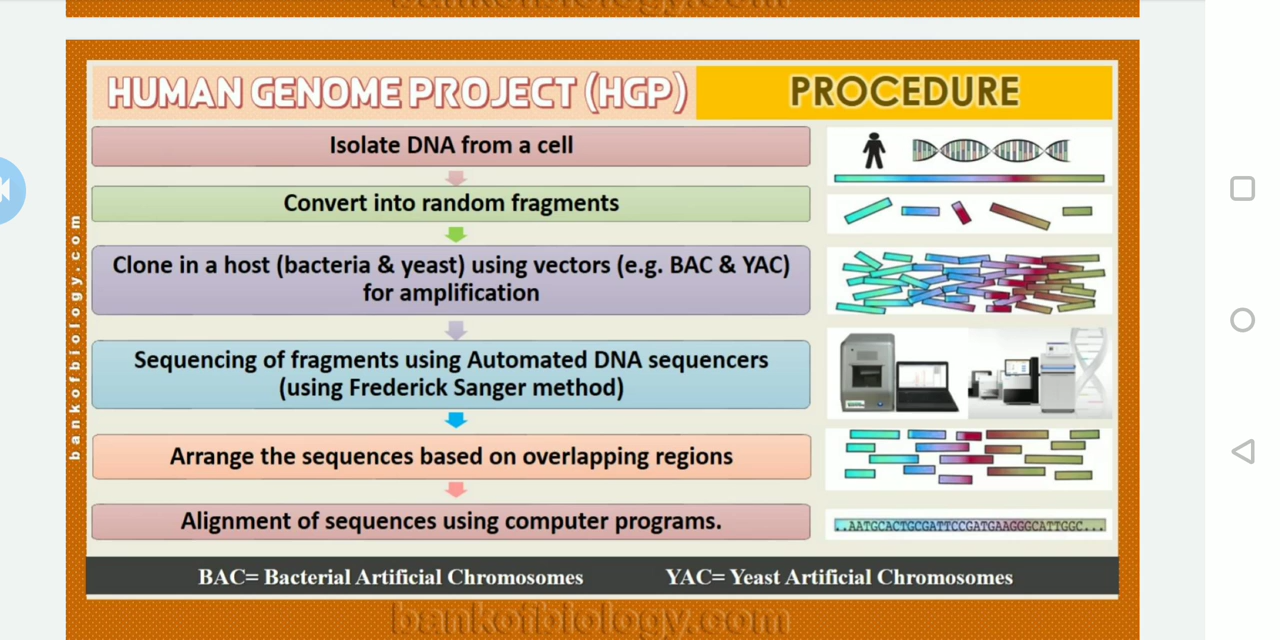 bankofbiology.com
HUMAN GENOME PROJECT (HGP)
PROCEDURE
Isolate DNA from a cell
Convert into random fragments
Clone in a host (bacteria & yeast) using vectors (e.g. BAC & YAC)
for amplification
Sequencing of fragments using Automated DNA sequencers
(using Frederick Sanger method)
Arrange the sequences based on overlapping regions
Alignment of sequences using computer programs.
..AATGCACTGCGATTCCGATGAAGGGCATTGGC...
BAC= Bacterial Artificial Chromosomes
YAC= Yeast Artificial Chromosomes
bankofbiology.com
bankofbiology.com